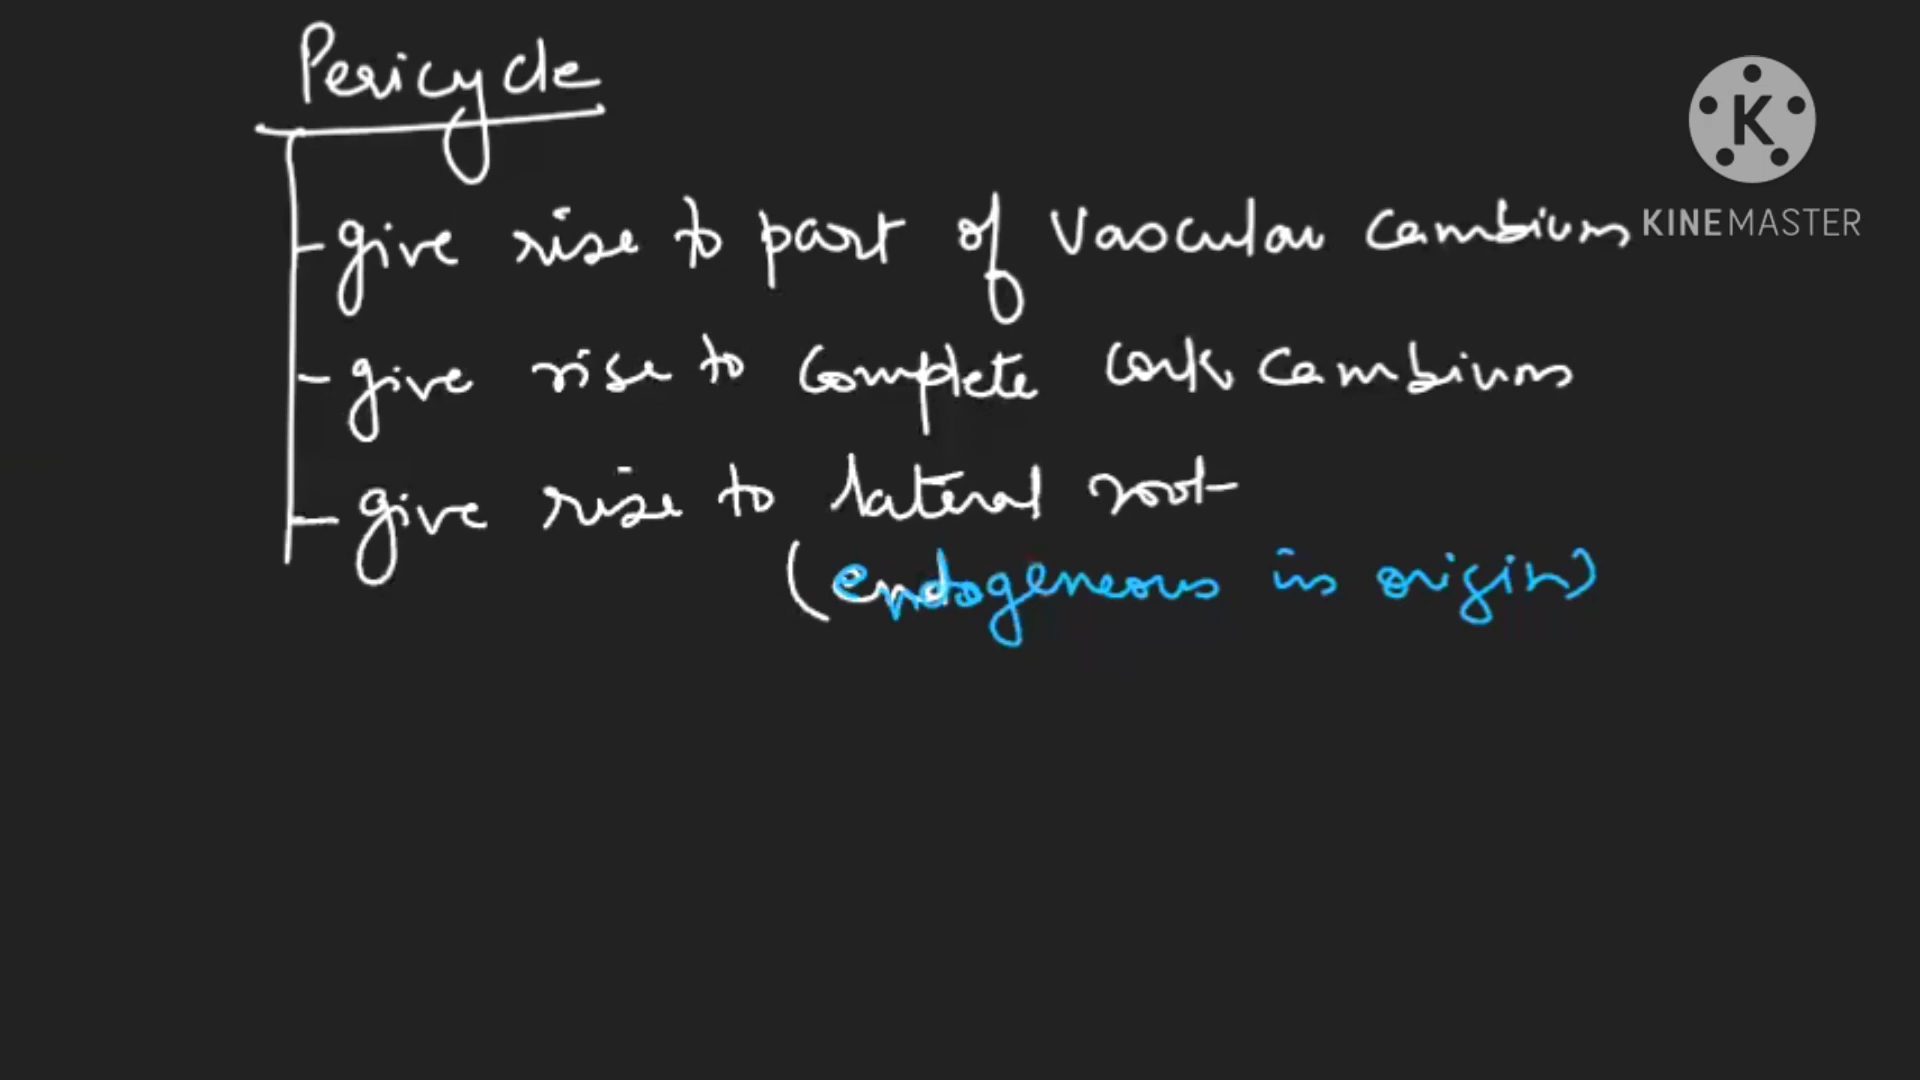 Pericycle
K
KINEMASTER
- give rise to part of Vascular Cambium
- give rise to Complete Cork Cambium
- give rise to lateral root
(endogeneous in origin)